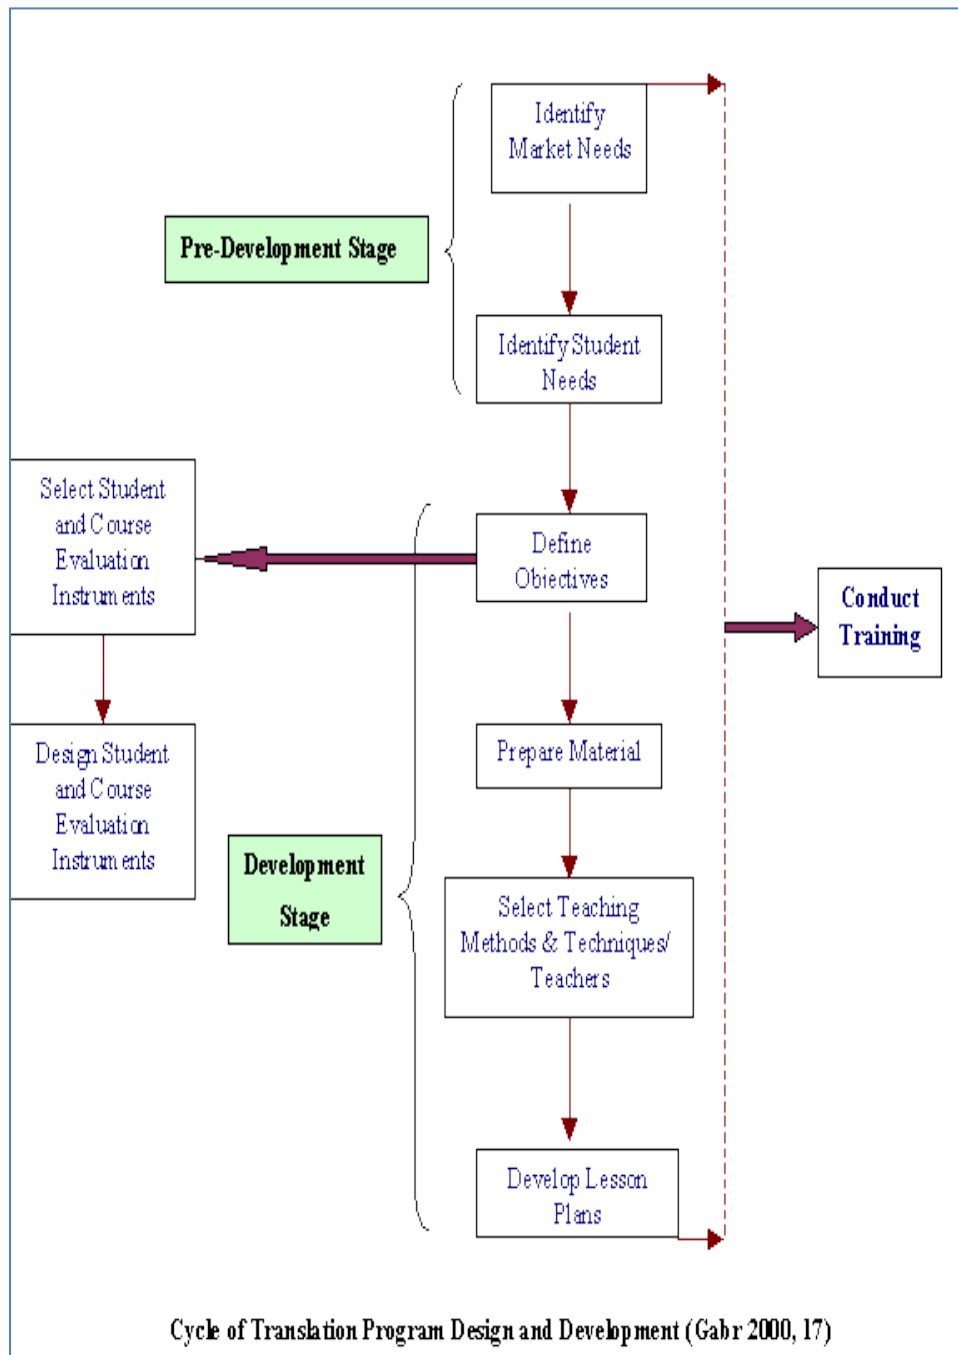 Identify
Market Needs
Pre-Development Stage
Identify Student
Needs
Select Student
and Course
Evaluation
Instruments
Define
Objectives
Conduct
Training
Prepare Material
Design Student
and Course
Evaluation
Instruments
Development
Stage
Select Teaching
Methods & Techniques/
Teachers
Develop Lesson
Plans
Cycle of Translation Program Design and Development (Gabr 2000, 17)